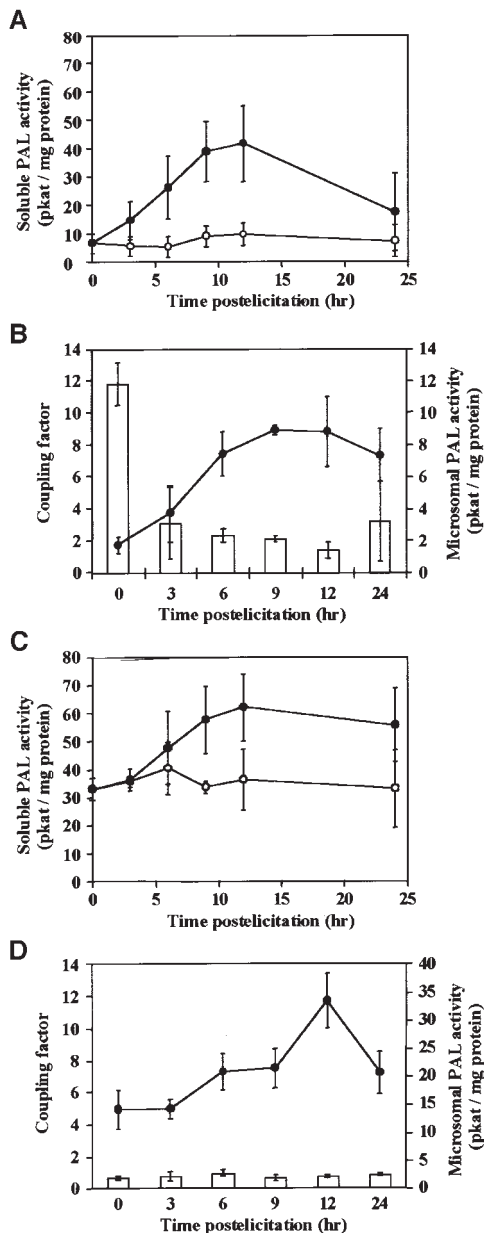 A
Soluble PAL activity
(pkat / mg protein)
80
70
60
50
40
30
20
10
0
0 5 10 15 20 25
Time postelicitation (hr)
B
Coupling factor
14
12
10
8
6
4
2
0
14
12
10
8
6
4
2
0
Microsomal PAL activity
(pkat / mg protein)
0 3 6 9 12 24
Time postelicitation (hr)
C
Soluble PAL activity
(pkat / mg protein)
80
70
60
50
40
30
20
10
0
0 5 10 15 20 25
Time postelicitation (hr)
D
Coupling factor
14
12
10
8
6
4
2
0
40
35
30
25
20
15
10
5
0
Microsomal PAL activity
(pkat / mg protein)
0 3 6 9 12 24
Time postelicitation (hr)